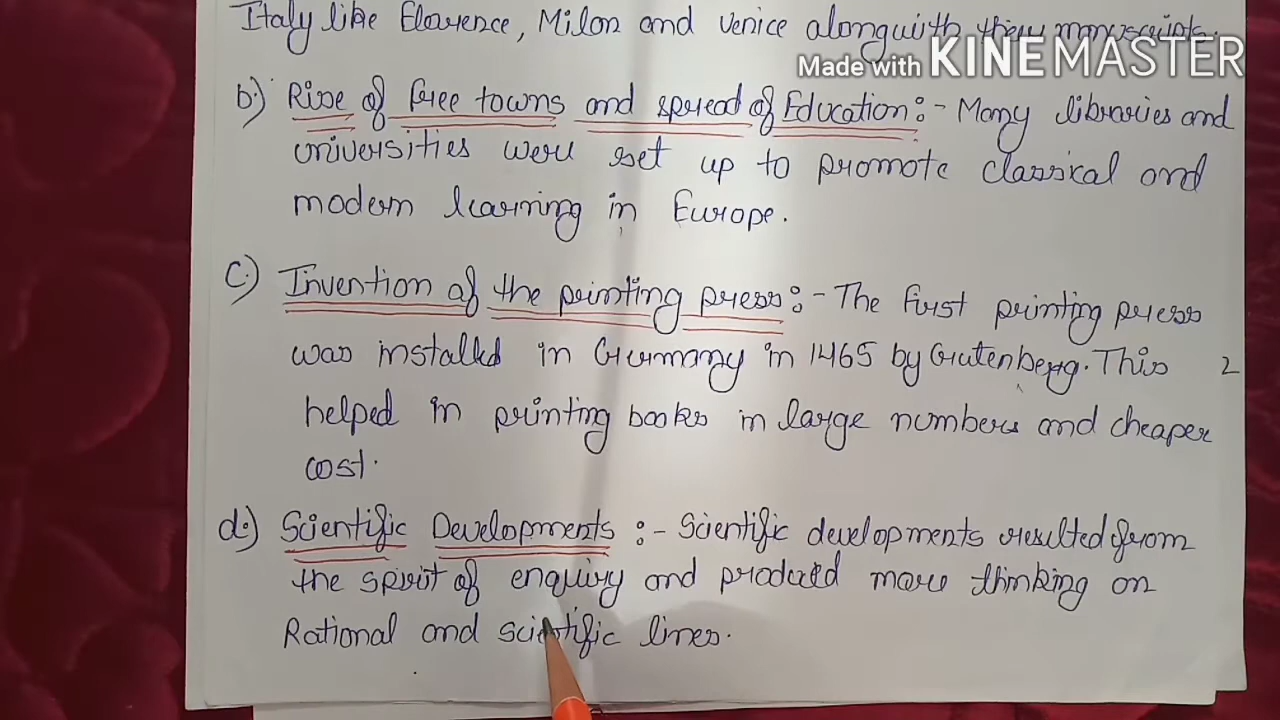 Italy like Florence, Milon and Venice alongwith their manuscripts.
Made with KINEMASTER
b.) Rise of free towns and spread of Education :- Many libraries and
universities were set up to promote classical and
modern learning in Europe.
c.) Invention of the printing press :- The first printing press
was installed in Germany in 1465 by Gutenberg. This 2
helped in printing books in large numbers and cheaper
cost.
d.) Scientific Developments :- Scientific developments resulted from
the spirit of enquiry and produced more thinking on
Rational and scientific lines.